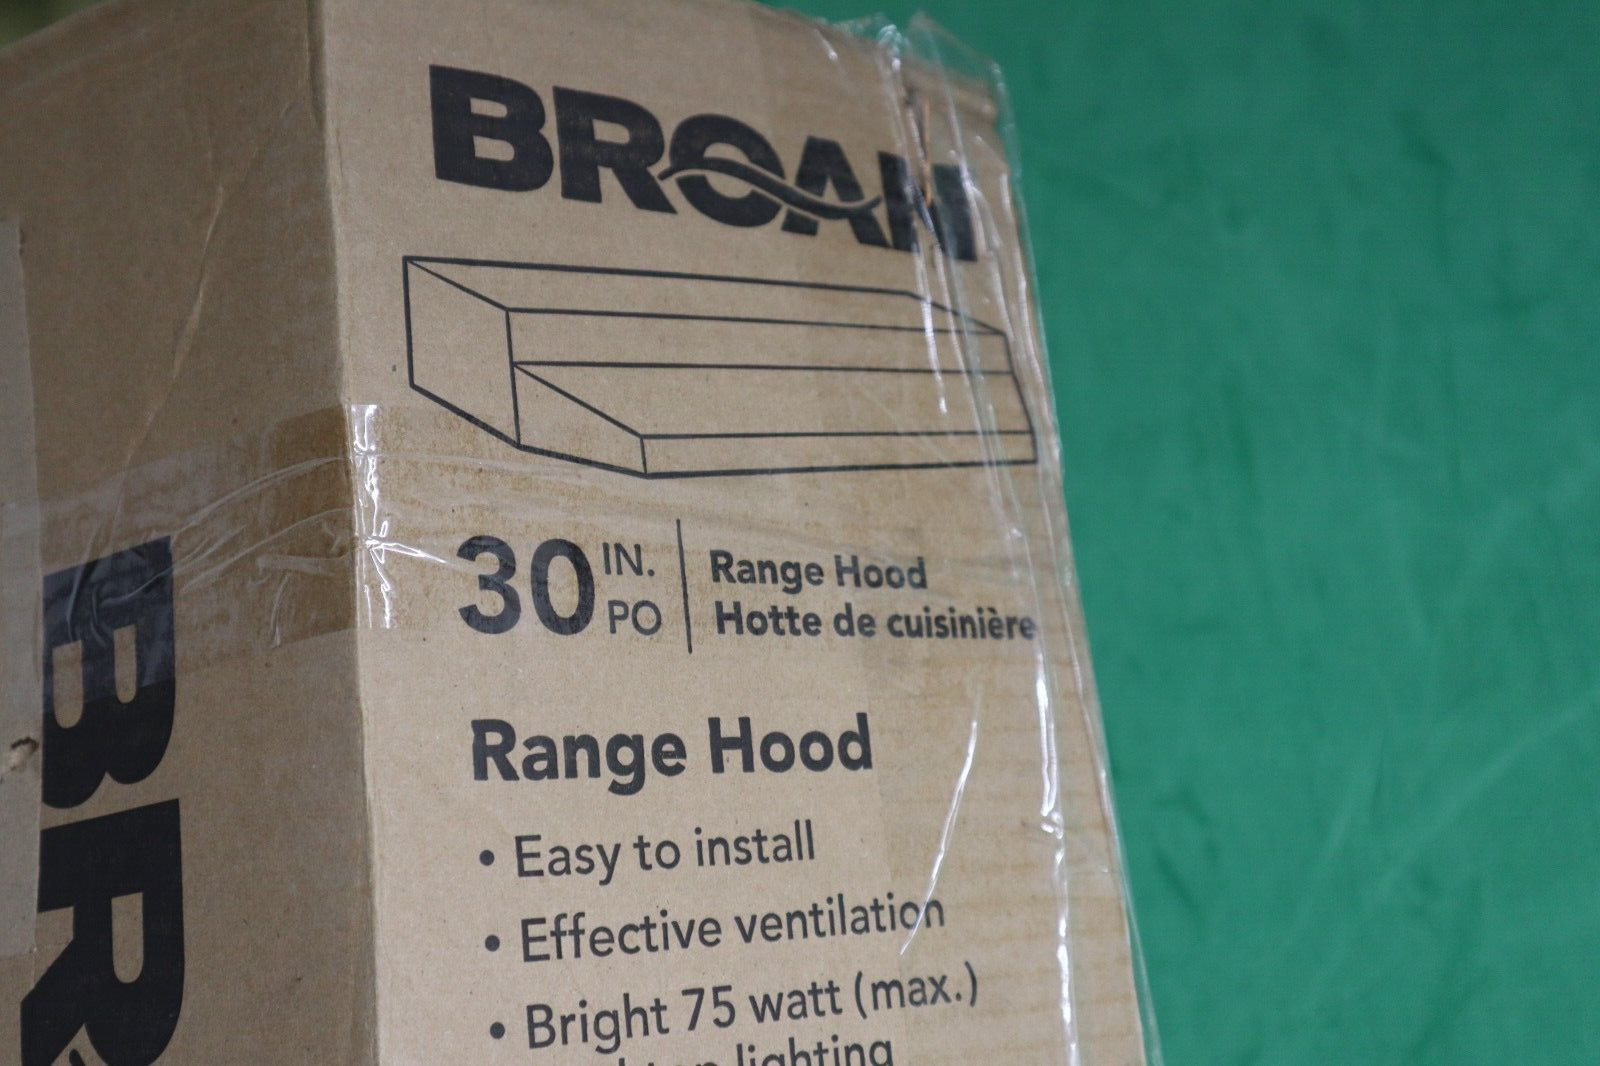 BROAN
30 IN.
PO
Range Hood
Hotte de cuisinière
Range Hood
• Easy to install
• Effective ventilation
• Bright 75 watt (max.)
lighting
BR